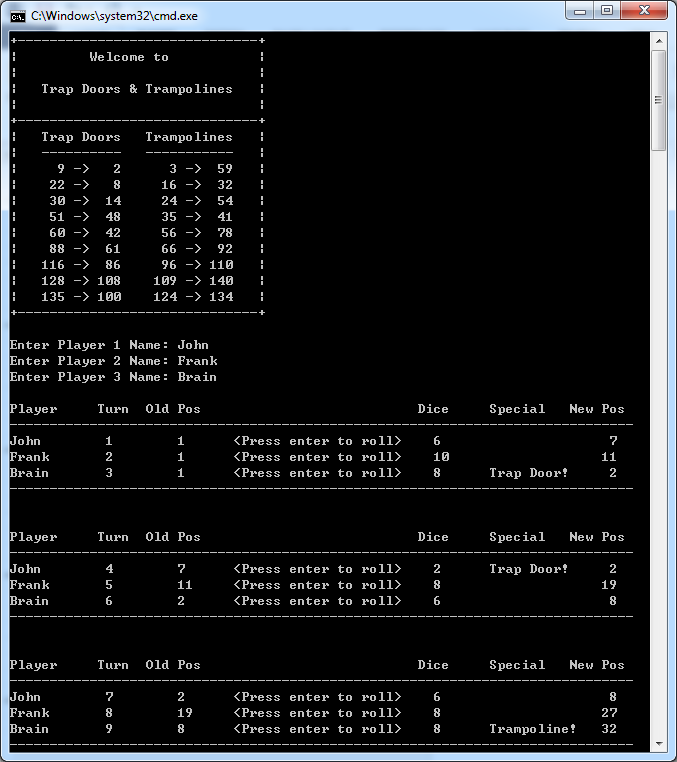 C:\Windows\system32\cmd.exe
+------------------------------+
¦ Welcome to ¦
¦ ¦
¦ Trap Doors & Trampolines ¦
¦ ¦
+------------------------------+
¦ Trap Doors Trampolines ¦
¦ ---------- ----------- ¦
¦ 9 -> 2 3 -> 59 ¦
¦ 22 -> 8 16 -> 32 ¦
¦ 30 -> 14 24 -> 54 ¦
¦ 51 -> 48 35 -> 41 ¦
¦ 60 -> 42 56 -> 78 ¦
¦ 88 -> 61 66 -> 92 ¦
¦ 116 -> 86 96 -> 110 ¦
¦ 128 -> 108 109 -> 140 ¦
¦ 135 -> 100 124 -> 134 ¦
+------------------------------+
Enter Player 1 Name: John
Enter Player 2 Name: Frank
Enter Player 3 Name: Brain
Player Turn Old Pos Dice Special New Pos
------------------------------------------------------------------------------
John 1 1 <Press enter to roll> 6 7
Frank 2 1 <Press enter to roll> 10 11
Brain 3 1 <Press enter to roll> 8 Trap Door! 2
------------------------------------------------------------------------------
Player Turn Old Pos Dice Special New Pos
------------------------------------------------------------------------------
John 4 7 <Press enter to roll> 2 Trap Door! 2
Frank 5 11 <Press enter to roll> 8 19
Brain 6 2 <Press enter to roll> 6 8
------------------------------------------------------------------------------
Player Turn Old Pos Dice Special New Pos
------------------------------------------------------------------------------
John 7 2 <Press enter to roll> 6 8
Frank 8 19 <Press enter to roll> 8 27
Brain 9 8 <Press enter to roll> 8 Trampoline! 32
------------------------------------------------------------------------------